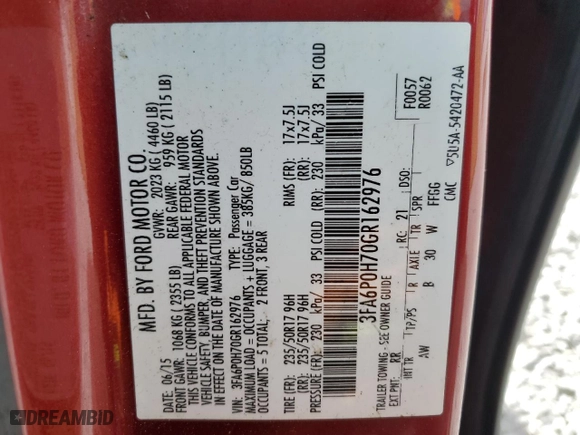 MFD. BY FORD MOTOR CO.
DATE: 06/15 GVWR: 2023 KG ( 4460 LB)
FRONT GAWR: 1068 KG ( 2355 LB) REAR GAWR: 959 KG ( 2115 LB)
THIS VEHICLE CONFORMS TO ALL APPLICABLE FEDERAL MOTOR
VEHICLE SAFETY, BUMPER, AND THEFT PREVENTION STANDARDS
IN EFFECT ON THE DATE OF MANUFACTURE SHOWN ABOVE.
VIN: 3FA6P0H70GR162976 TYPE: Passenger Car
MAXIMUM LOAD = OCCUPANTS + LUGGAGE = 385KG/ 850LB
OCCUPANTS = 5 TOTAL: 2 FRONT, 3 REAR
TIRE (FR): 235/50R17 96H RIMS (FR): 17x7.5J
TIRE (RR): 235/50R17 96H (RR): 17x7.5J
(FR): 230 kPa/ 33 PSI COLD (RR): 230 kPa/ 33 PSI COLD
3FA6P0H70GR162976
F0057
R0062
TRAILER TOWING - SEE OWNER GUIDE
EXT PNT: RR RC: 21 DSO:
INT TR TP/PS R AXLE TR SPR
AW B 30 W FFGG
CMC ▽5U5A-5420472-AA
DREAMBID